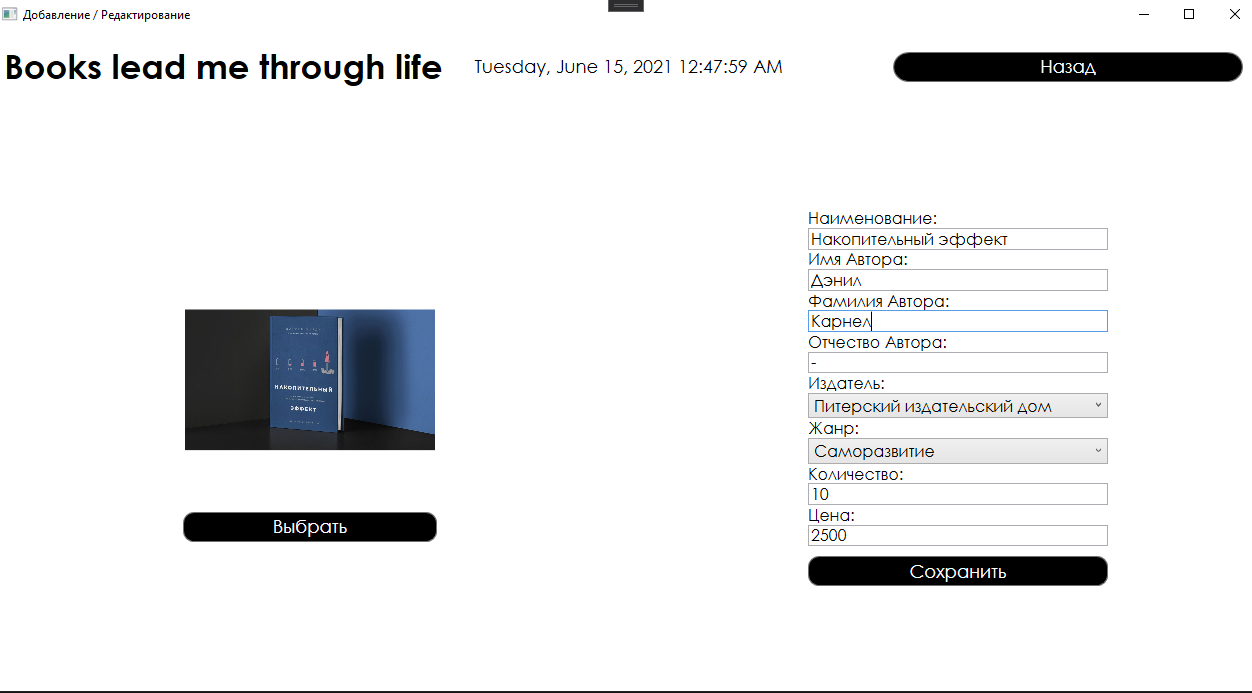 Добавление / Редактирование
Books lead me through life
Tuesday, June 15, 2021 12:47:59 AM
Назад
Наименование:
Накопительный эффект
Имя Автора:
Дэнил
Фамилия Автора:
Карнел
Отчество Автора:
-
Издатель:
Питерский издательский дом
Жанр:
Саморазвитие
Количество:
10
Цена:
2500
Сохранить
НАКОПИТЕЛЬНЫЙ
ЭФФЕКТ
Выбрать